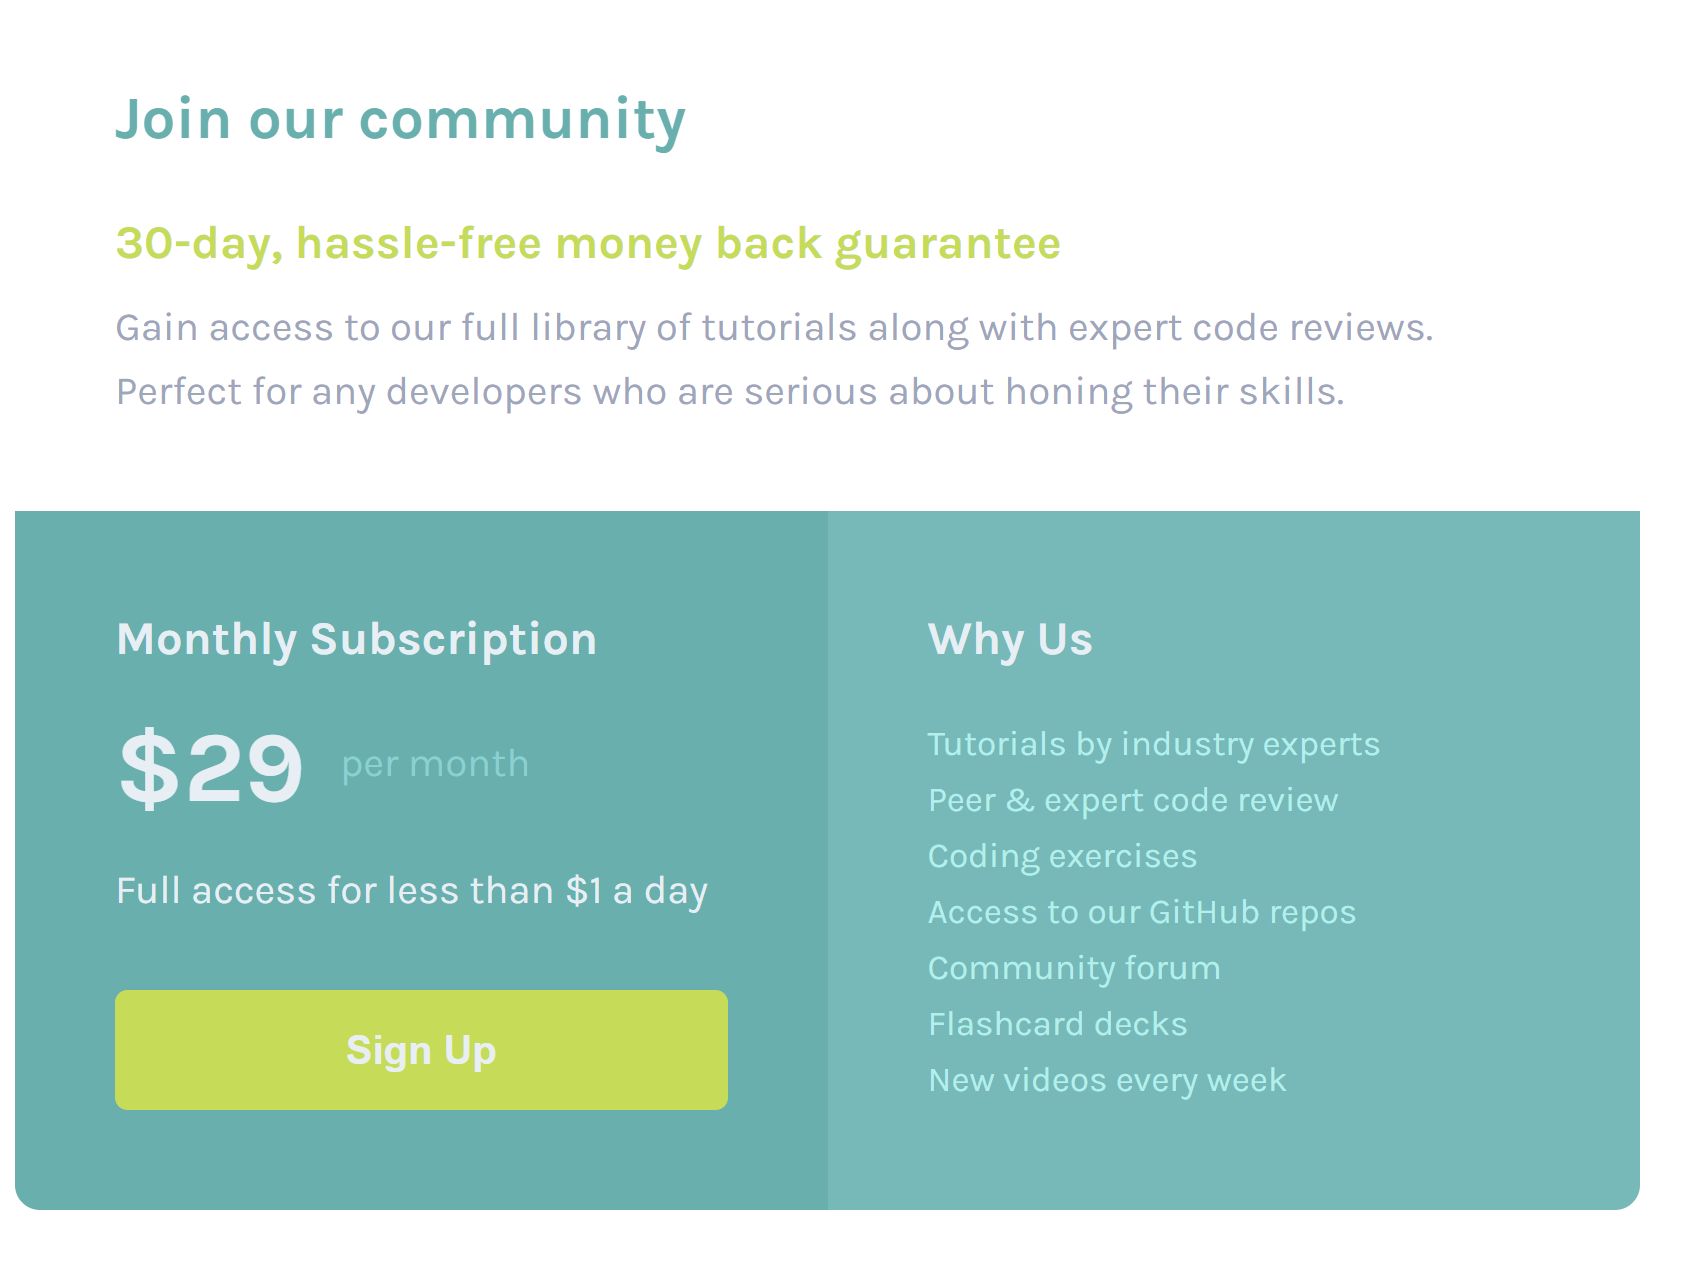 Join our community
30-day, hassle-free money back guarantee
Gain access to our full library of tutorials along with expert code reviews.
Perfect for any developers who are serious about honing their skills.
Monthly Subscription
$29 per month
Full access for less than $1 a day
Sign Up
Why Us
Tutorials by industry experts
Peer & expert code review
Coding exercises
Access to our GitHub repos
Community forum
Flashcard decks
New videos every week